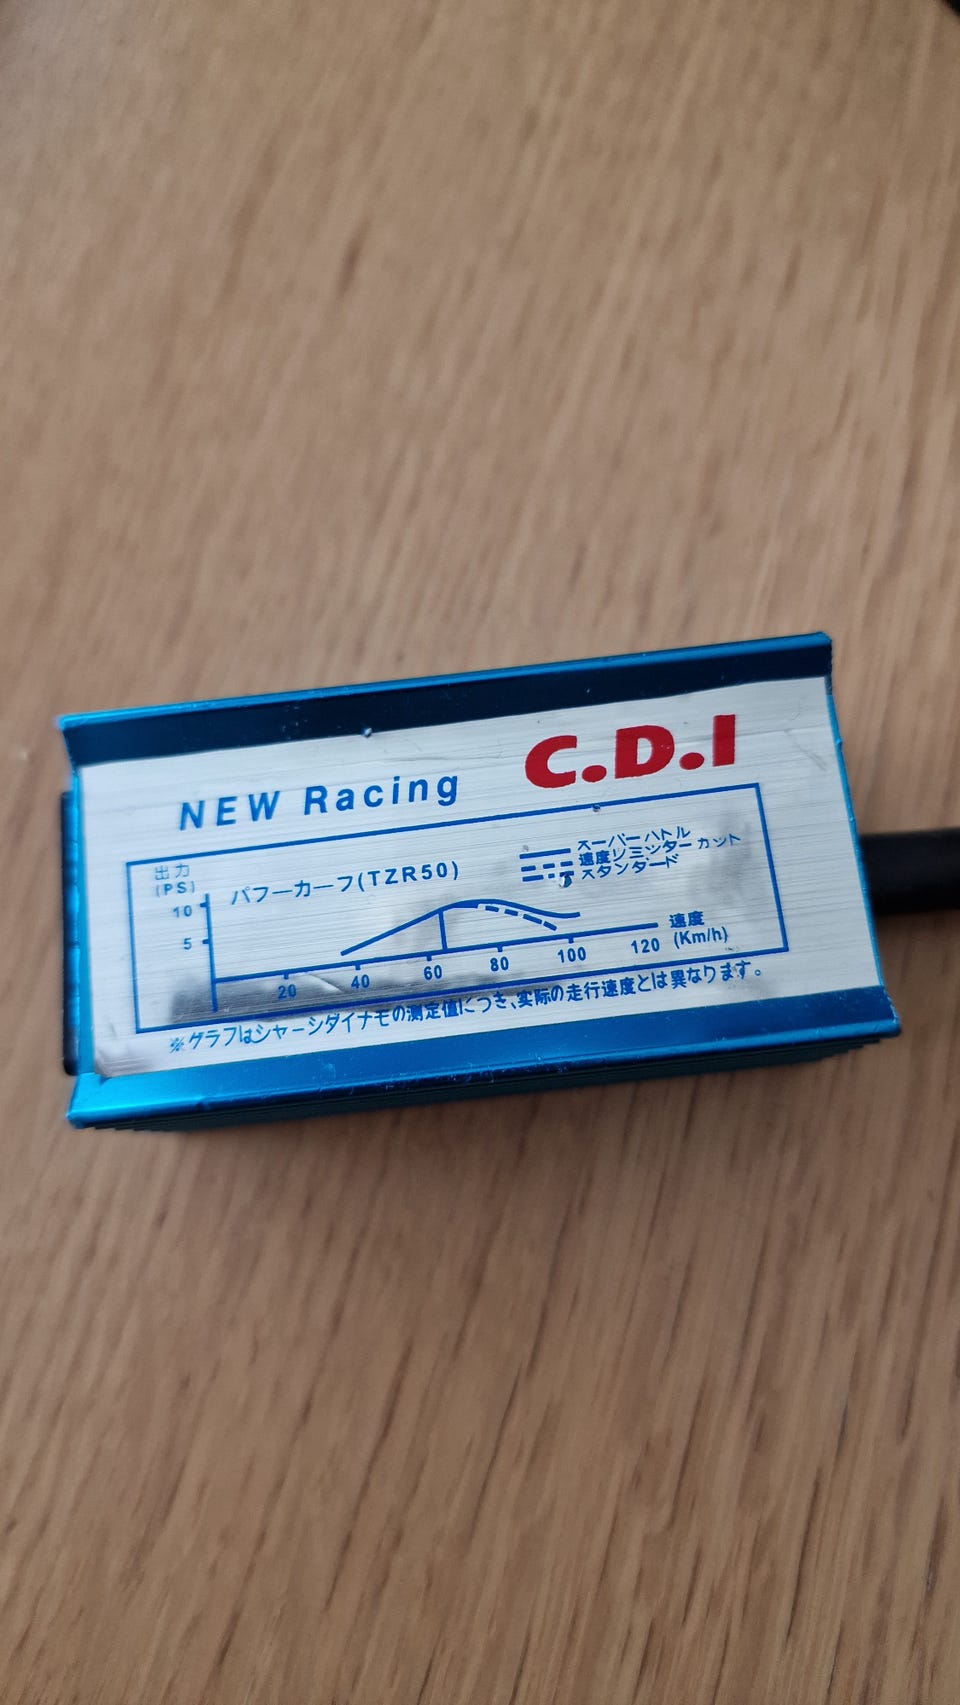 NEW Racing C.D.I
出力
(PS)
パフーカーフ(TZR50)
スーパーハトル
速度リミッターカット
スタンダード
10
5
20 40 60 80 100 120
速度
(Km/h)
※グラフはシャーシダイナモの測定値につき、実际の走行速度とは異なります。